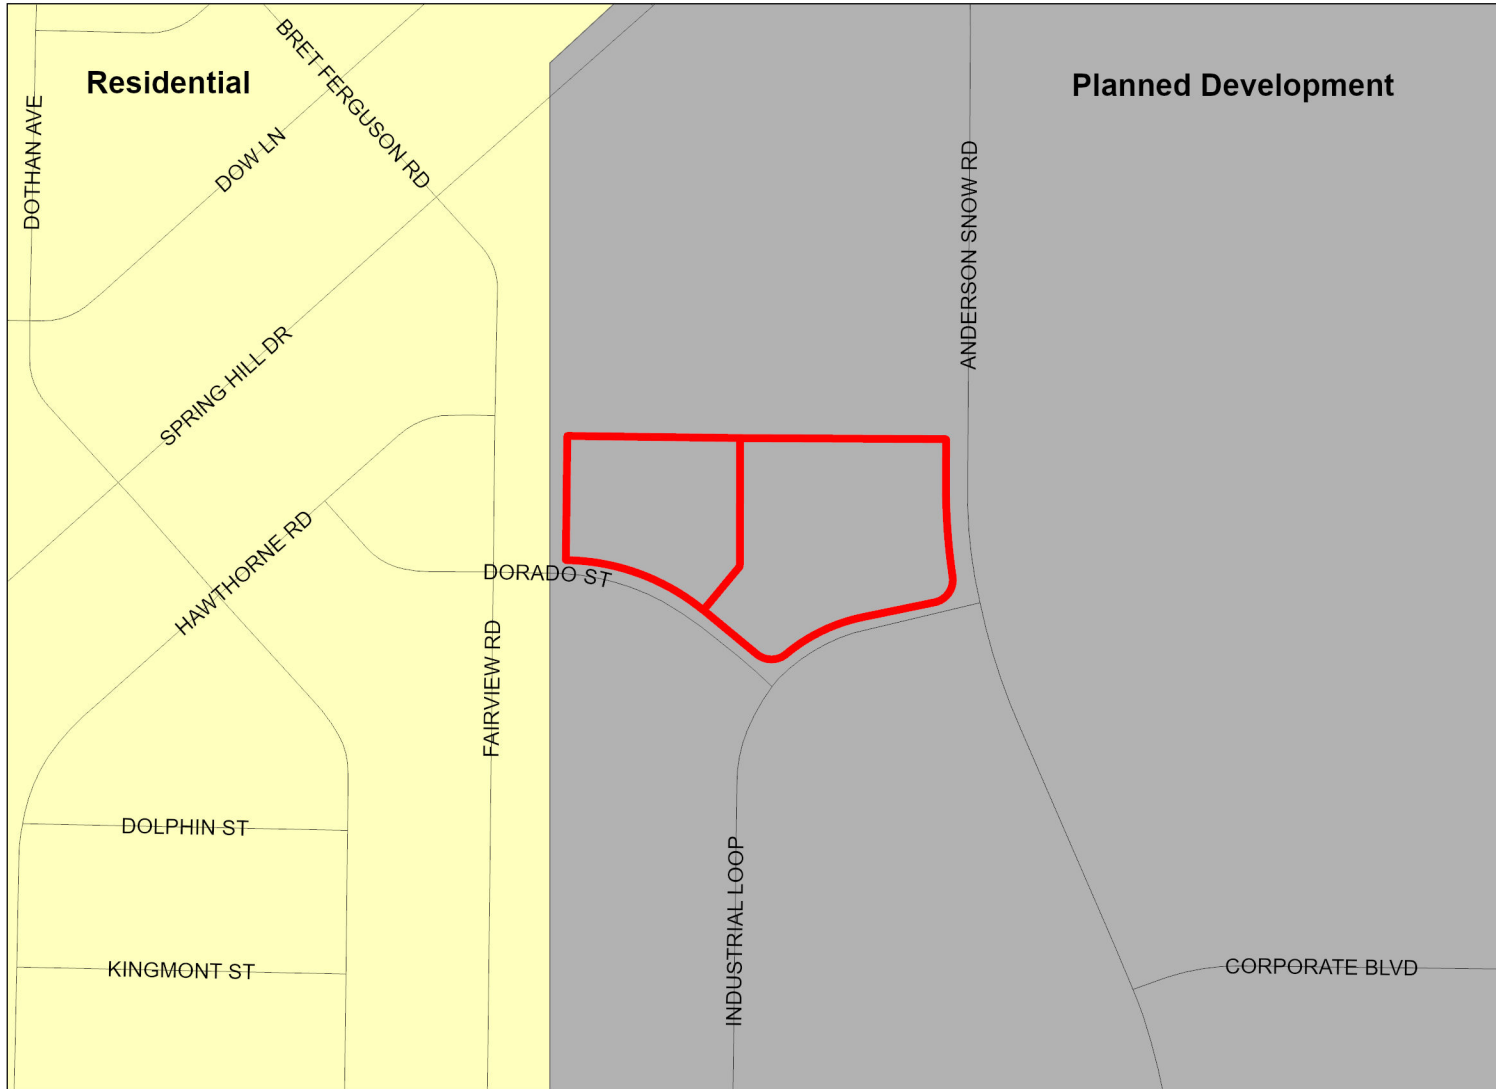 BRET FERGUSON RD
Residential
Planned Development
DOTHAN AVE
DOW LN
ANDERSON SNOW RD
SPRING HILL DR
HAWTHORNE RD
DORADO ST
FAIRVIEW RD
DOLPHIN ST
INDUSTRIAL LOOP
KINGMONT ST
CORPORATE BLVD